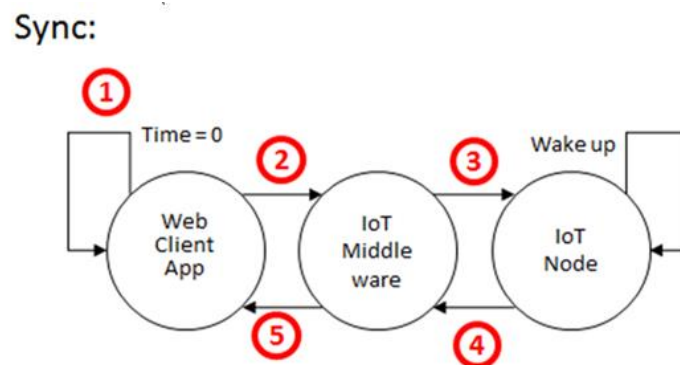 Sync:
1
Time = 0
2
3
Wake up
Web
Client
App
IoT
Middle
ware
IoT
Node
5
4